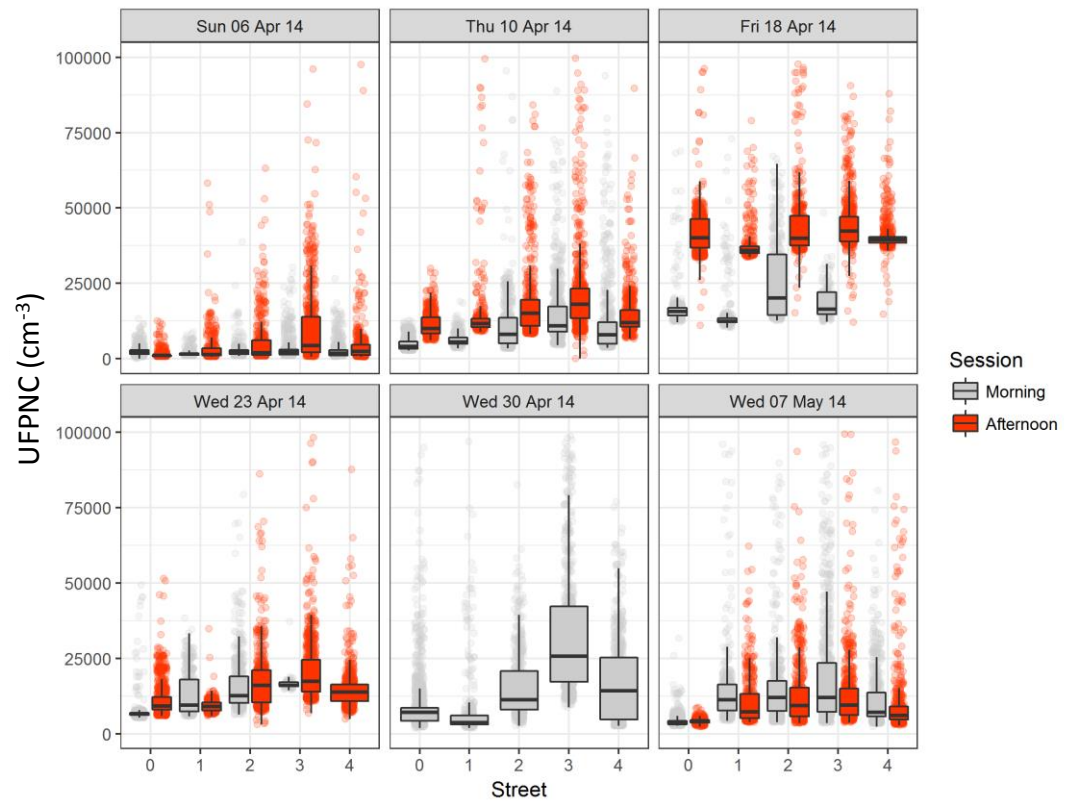 Sun 06 Apr 14
Thu 10 Apr 14
Fri 18 Apr 14
100000
75000
50000
25000
0
UFPNC (cm⁻³)
Session
Morning
Afternoon
Wed 23 Apr 14
Wed 30 Apr 14
Wed 07 May 14
100000
75000
50000
25000
0
0 1 2 3 4
0 1 2 3 4
0 1 2 3 4
Street